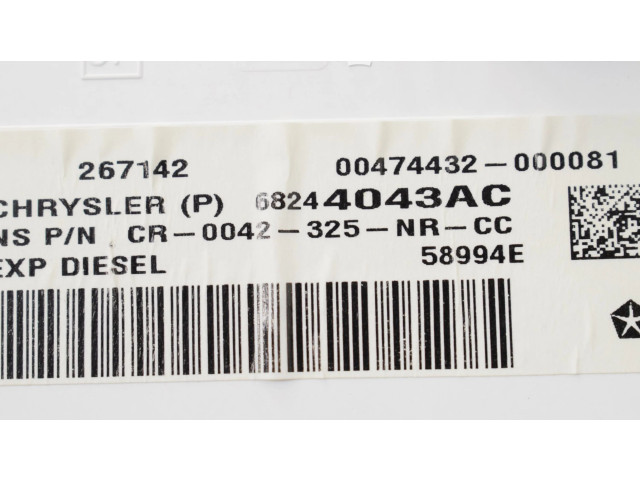 267142 00474432-000081
CHRYSLER (P) 68244043AC
NS P/N CR-0042-325-NR-CC
EXP DIESEL 58994E